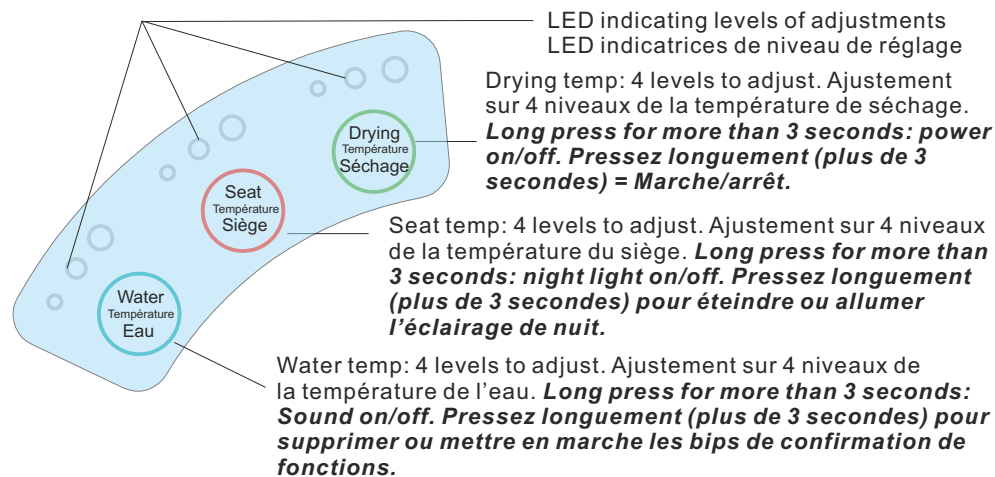 LED indicating levels of adjustments
LED indicatrices de niveau de réglage
Drying temp: 4 levels to adjust. Ajustement
sur 4 niveaux de la température de séchage.
Long press for more than 3 seconds: power
on/off. Pressez longuement (plus de 3
secondes) = Marche/arrêt.
Drying
Température
Séchage
Seat
Température
Siège
Seat temp: 4 levels to adjust. Ajustement sur 4 niveaux
de la température du siège. Long press for more than
3 seconds: night light on/off. Pressez longuement
(plus de 3 secondes) pour éteindre ou allumer
l’éclairage de nuit.
Water
Température
Eau
Water temp: 4 levels to adjust. Ajustement sur 4 niveaux de
la température de l’eau. Long press for more than 3 seconds:
Sound on/off. Pressez longuement (plus de 3 secondes) pour
supprimer ou mettre en marche les bips de confirmation de
fonctions.